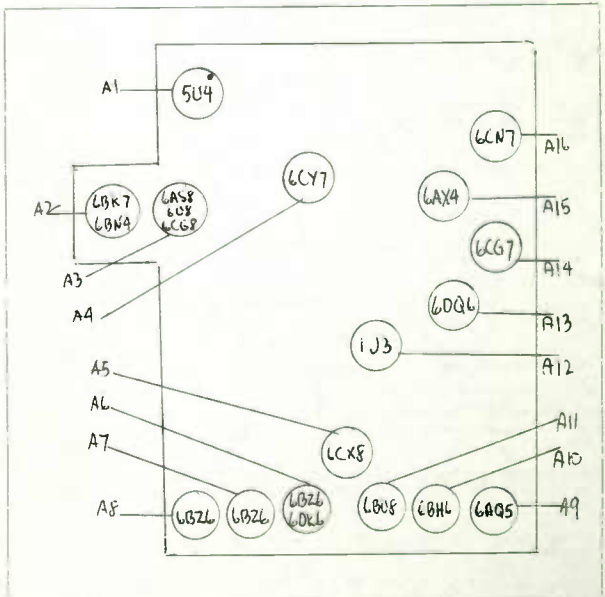 A1
5U4
6CN7
A16
6CY7
A2
6BK7
6BN4
6AS8
6U8
6CG8
6AX4
A15
6CG7
A3
A14
A4
6DQ6
A13
1J3
A12
A5
A6
A11
A7
6CX8
A10
A8
6BZ6
6BZ6
6BZ6
6DK6
6BU8
6BH6
6AQ5
A9